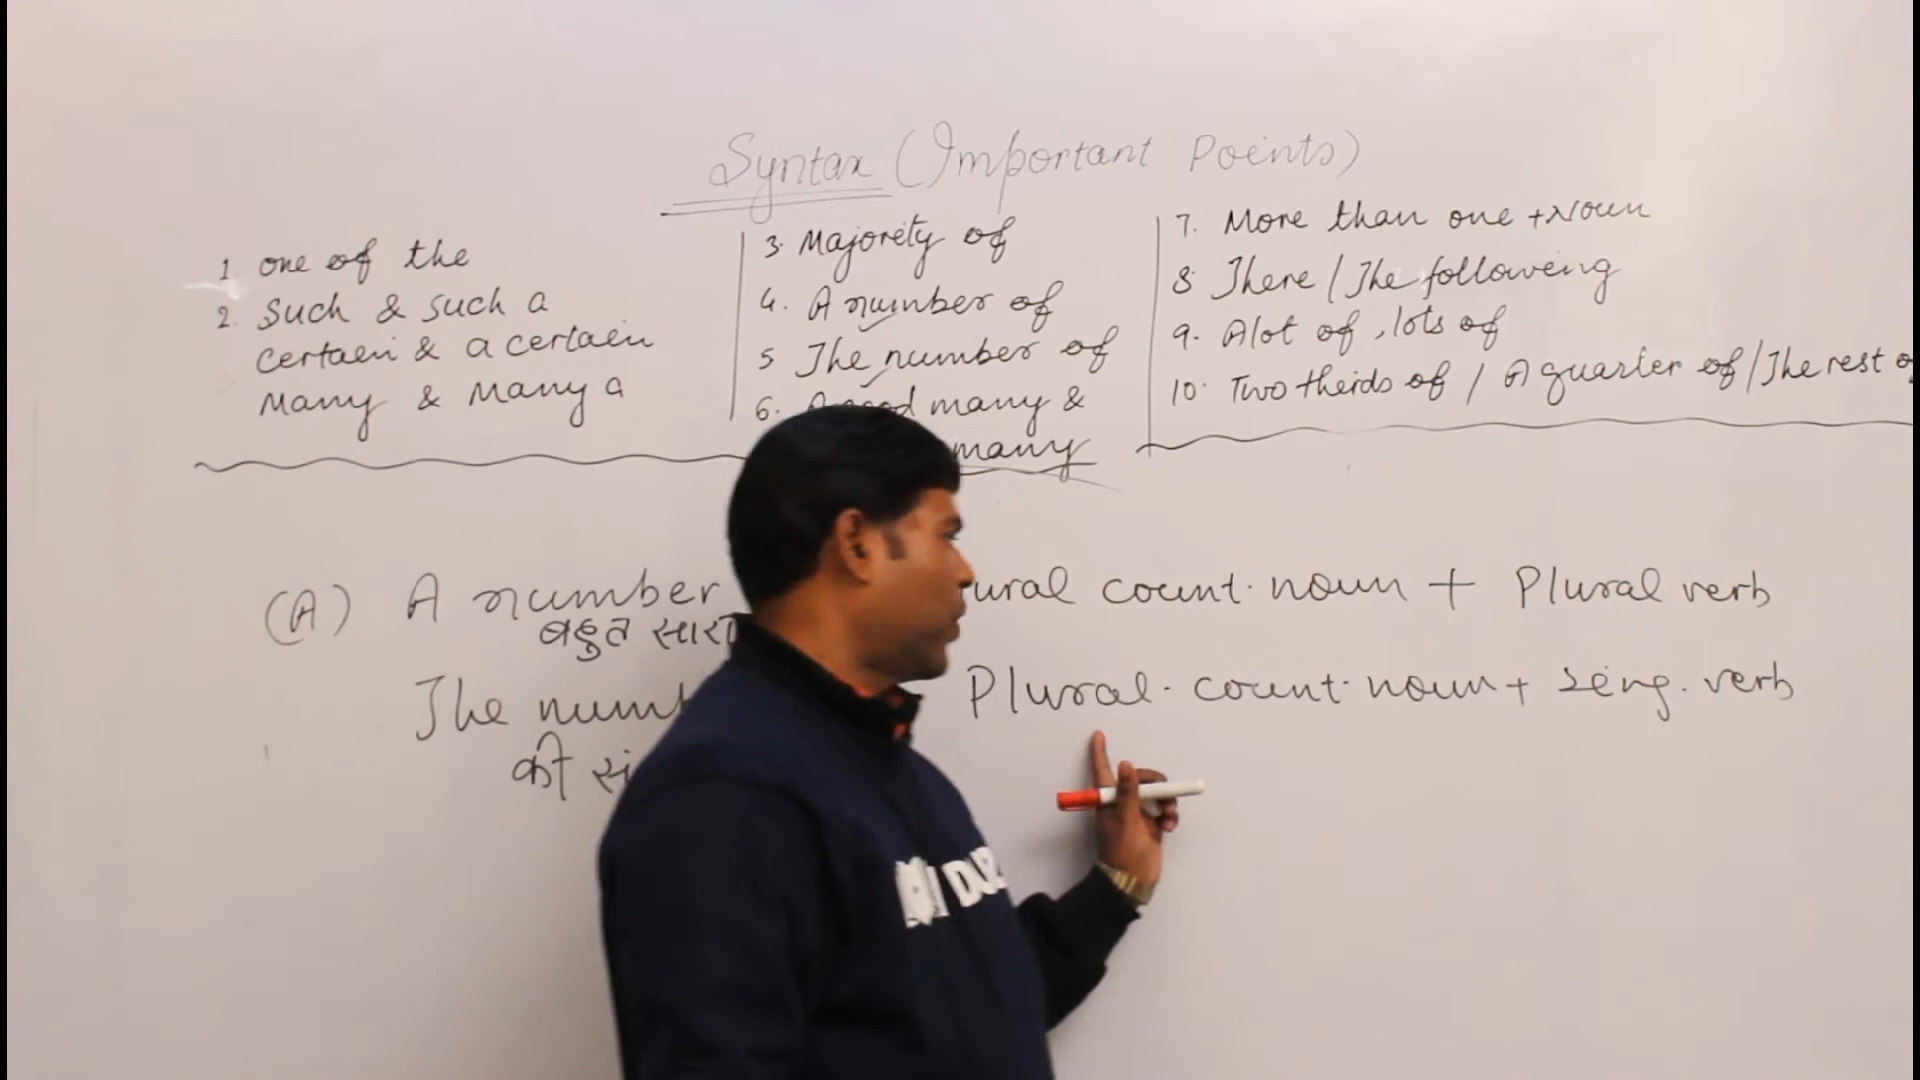 Syntax (Important Points)
1 one of the
2. Such & such a
certain & a certain
Many & Many a
3. Majority of
4. A number of
5 The number of
6. many &
many
7. More than one + Noun
8 There / The following
9. A lot of, lots of
10. Two thirds of / A quarter of / The rest
(A) A number count. noun + Plural verb
बहुत
The Plural. count. noun + sing. verb
की